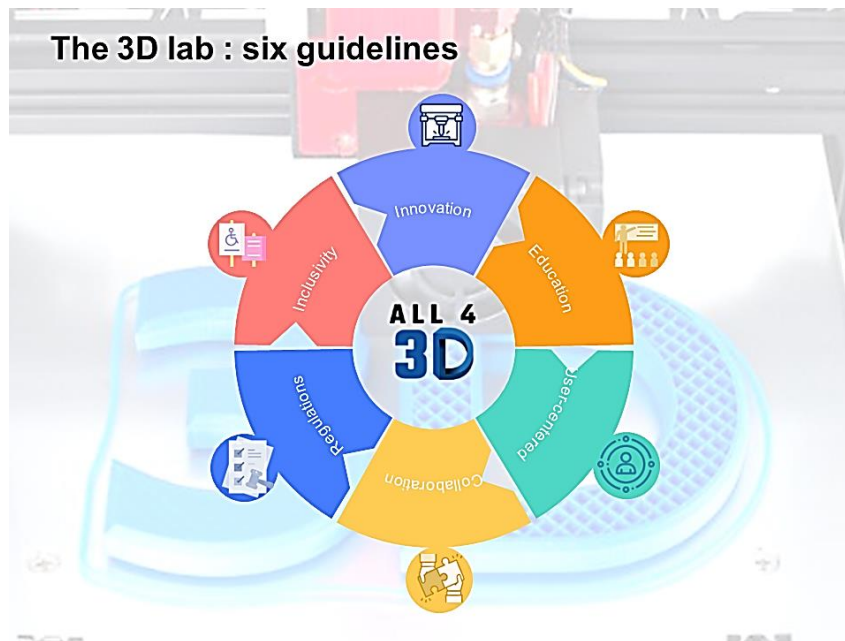 The 3D lab : six guidelines
Innovation
Education
User-centered
Collaboration
Regulations
Inclusivity
ALL 4
3D